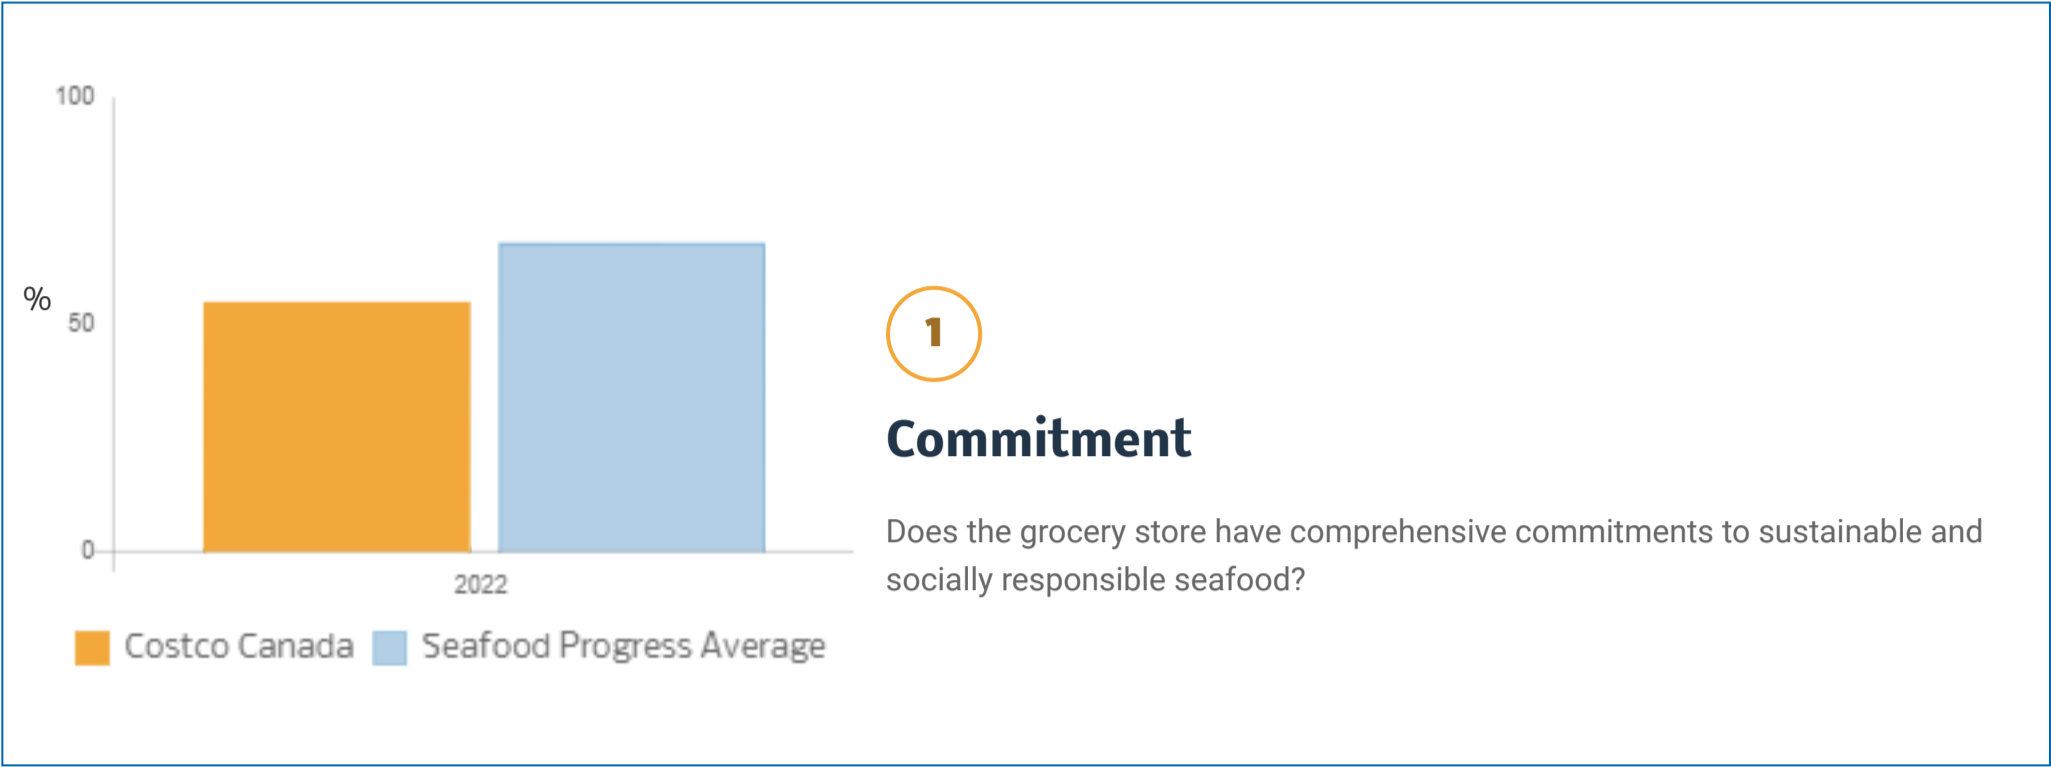 100
%
50
0
2022
Costco Canada
Seafood Progress Average
1
Commitment
Does the grocery store have comprehensive commitments to sustainable and
socially responsible seafood?